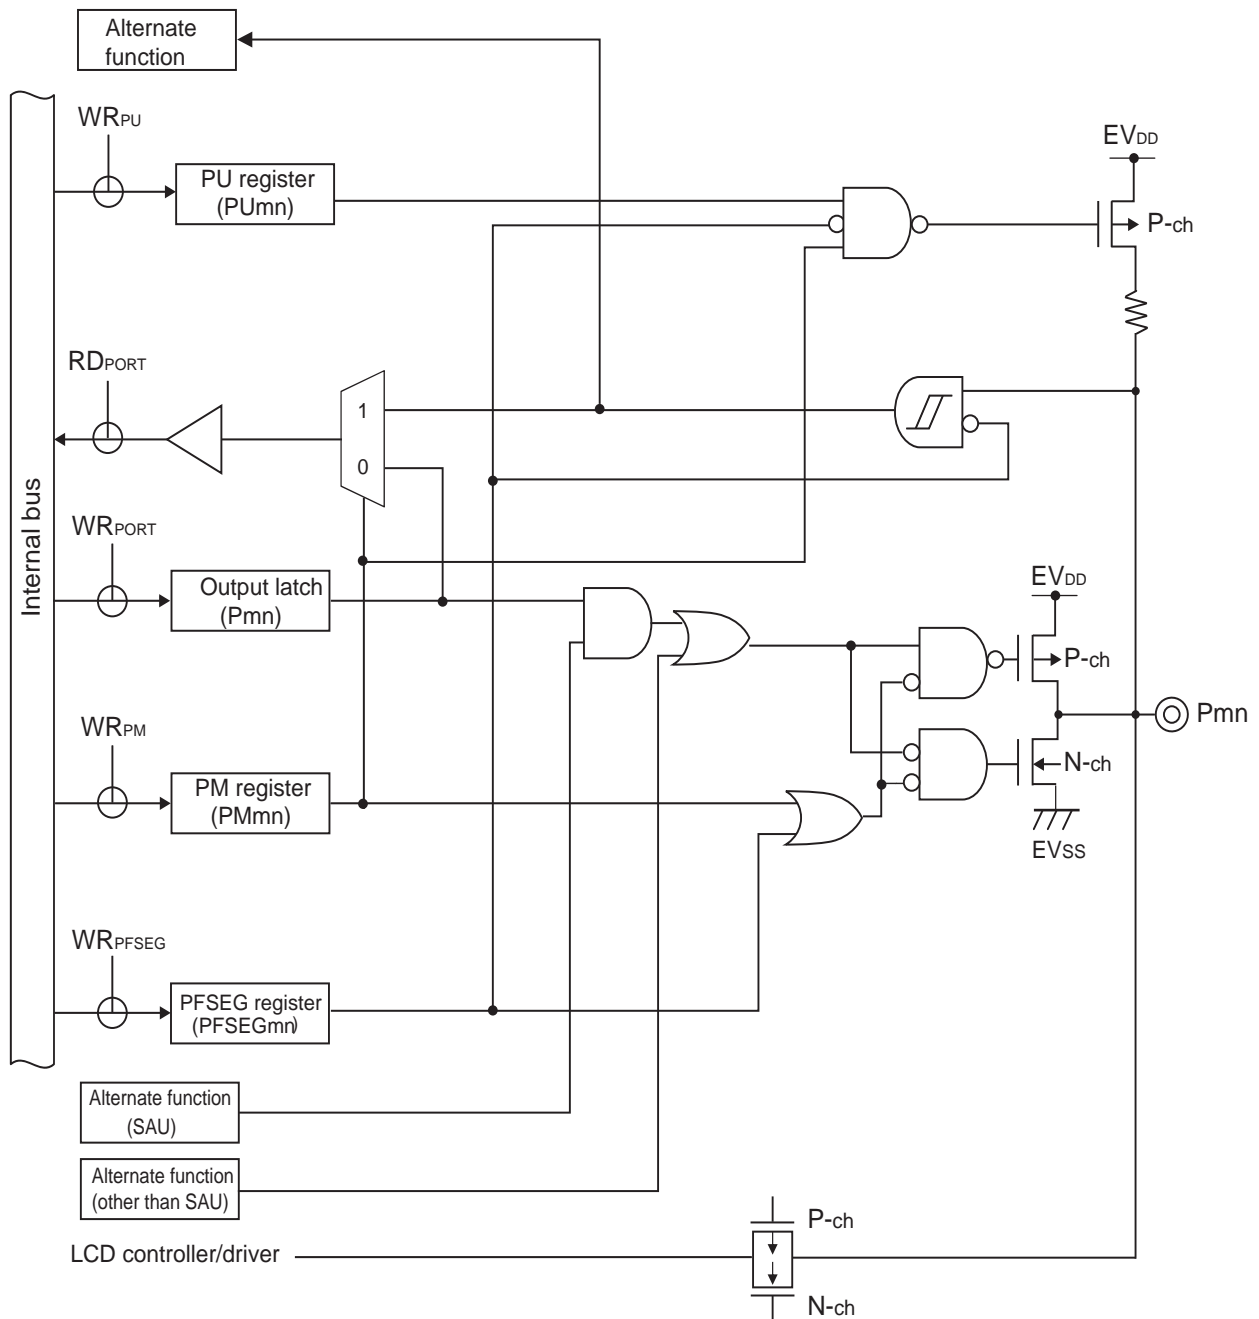 Alternate
function
WRPU
PU register
(PUmn)
EVDD
P-ch
RDPORT
1
0
Internal bus
WRPORT
Output latch
(Pmn)
EVDD
P-ch
Pmn
N-ch
EVSS
WRPM
PM register
(PMmn)
WRPFSEG
PFSEG register
(PFSEGmn)
Alternate function
(SAU)
Alternate function
(other than SAU)
LCD controller/driver
P-ch
N-ch